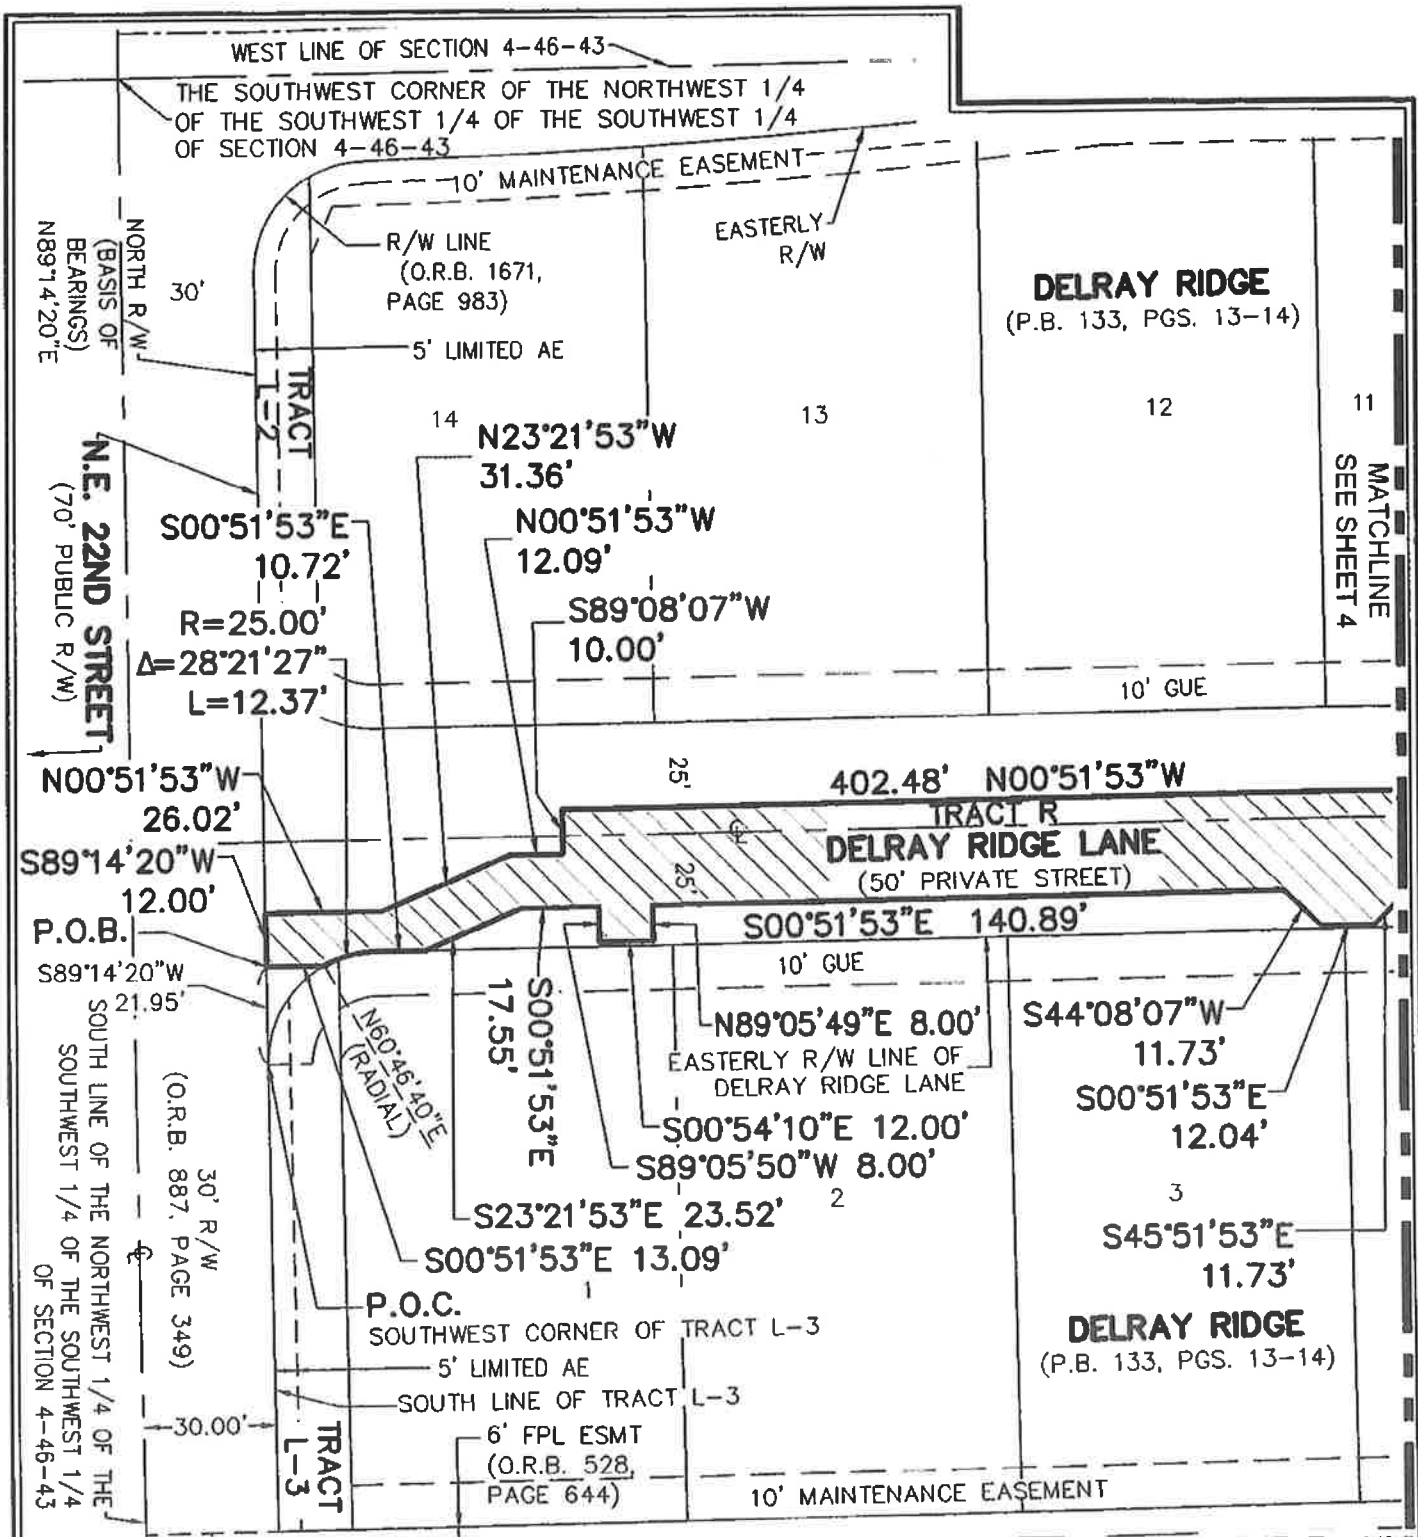 WEST LINE OF SECTION 4-46-43
THE SOUTHWEST CORNER OF THE NORTHWEST 1/4
OF THE SOUTHWEST 1/4 OF THE SOUTHWEST 1/4
OF SECTION 4-46-43
10' MAINTENANCE EASEMENT
EASTERLY
R/W
R/W LINE
(O.R.B. 1671,
PAGE 983)
DELRAY RIDGE
(P.B. 133, PGS. 13-14)
NORTH R/W
(BASIS OF
BEARINGS)
N89°14'20"E
30'
5' LIMITED AE
TRACT
L-2
14
13
12
11
MATCHLINE
SEE SHEET 4
N.E. 22ND STREET
(70' PUBLIC R/W)
N23°21'53"W
31.36'
N00°51'53"W
12.09'
S89°08'07"W
10.00'
S00°51'53"E
10.72'
R=25.00'
Δ=28°21'27"
L=12.37'
10' GUE
N00°51'53"W
26.02'
S89°14'20"W
12.00'
P.O.B.
S89°14'20"W
21.95'
25'
402.48' N00°51'53"W
TRACT R
℄
DELRAY RIDGE LANE
(50' PRIVATE STREET)
25'
S00°51'53"E 140.89'
10' GUE
S00°51'53"E
17.55'
N60°46'40"E
(RADIAL)
N89°05'49"E 8.00'
EASTERLY R/W LINE OF
DELRAY RIDGE LANE
S00°54'10"E 12.00'
S89°05'50"W 8.00'
S23°21'53"E 23.52'
S00°51'53"E 13.09'
S44°08'07"W
11.73'
S00°51'53"E
12.04'
S45°51'53"E
11.73'
1
2
3
P.O.C.
SOUTHWEST CORNER OF TRACT L-3
5' LIMITED AE
SOUTH LINE OF TRACT L-3
DELRAY RIDGE
(P.B. 133, PGS. 13-14)
30' R/W
(O.R.B. 887, PAGE 349)
℄
SOUTH LINE OF THE NORTHWEST 1/4 OF THE
SOUTHWEST 1/4 OF THE SOUTHWEST 1/4
OF SECTION 4-46-43
30.00'
TRACT
L-3
6' FPL ESMT
(O.R.B. 528,
PAGE 644)
10' MAINTENANCE EASEMENT